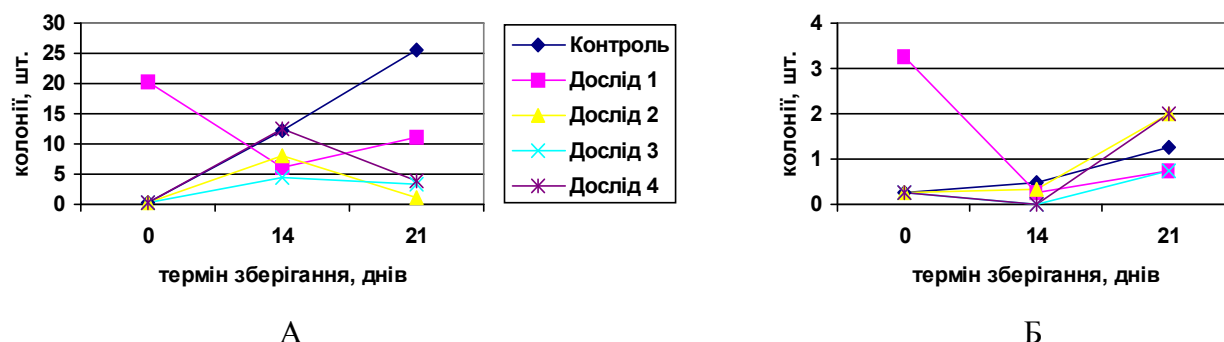 колонії, шт.
30
25
20
15
10
5
0
0 14 21
термін зберігання, днів
А
Контроль
Дослід 1
Дослід 2
Дослід 3
Дослід 4
колонії, шт.
4
3
2
1
0
0 14 21
термін зберігання, днів
Б